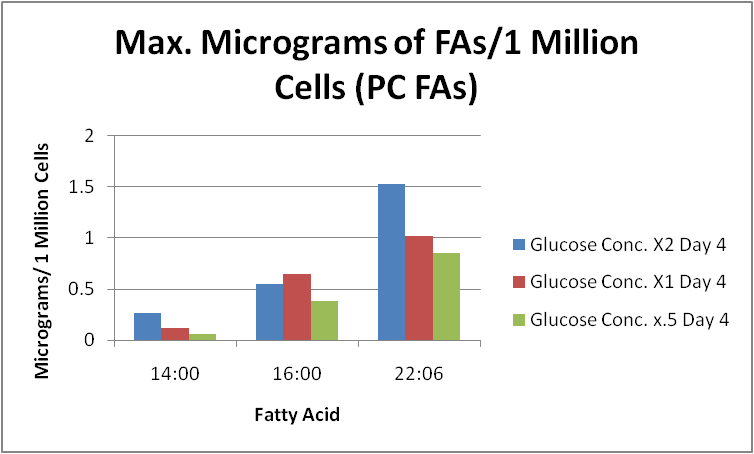 Max. Micrograms of FAs/1 Million
Cells (PC FAs)
Micrograms/ 1 Million Cells
2
1.5
1
0.5
0
14:00
16:00
22:06
Fatty Acid
Glucose Conc. X2 Day 4
Glucose Conc. X1 Day 4
Glucose Conc. x.5 Day 4